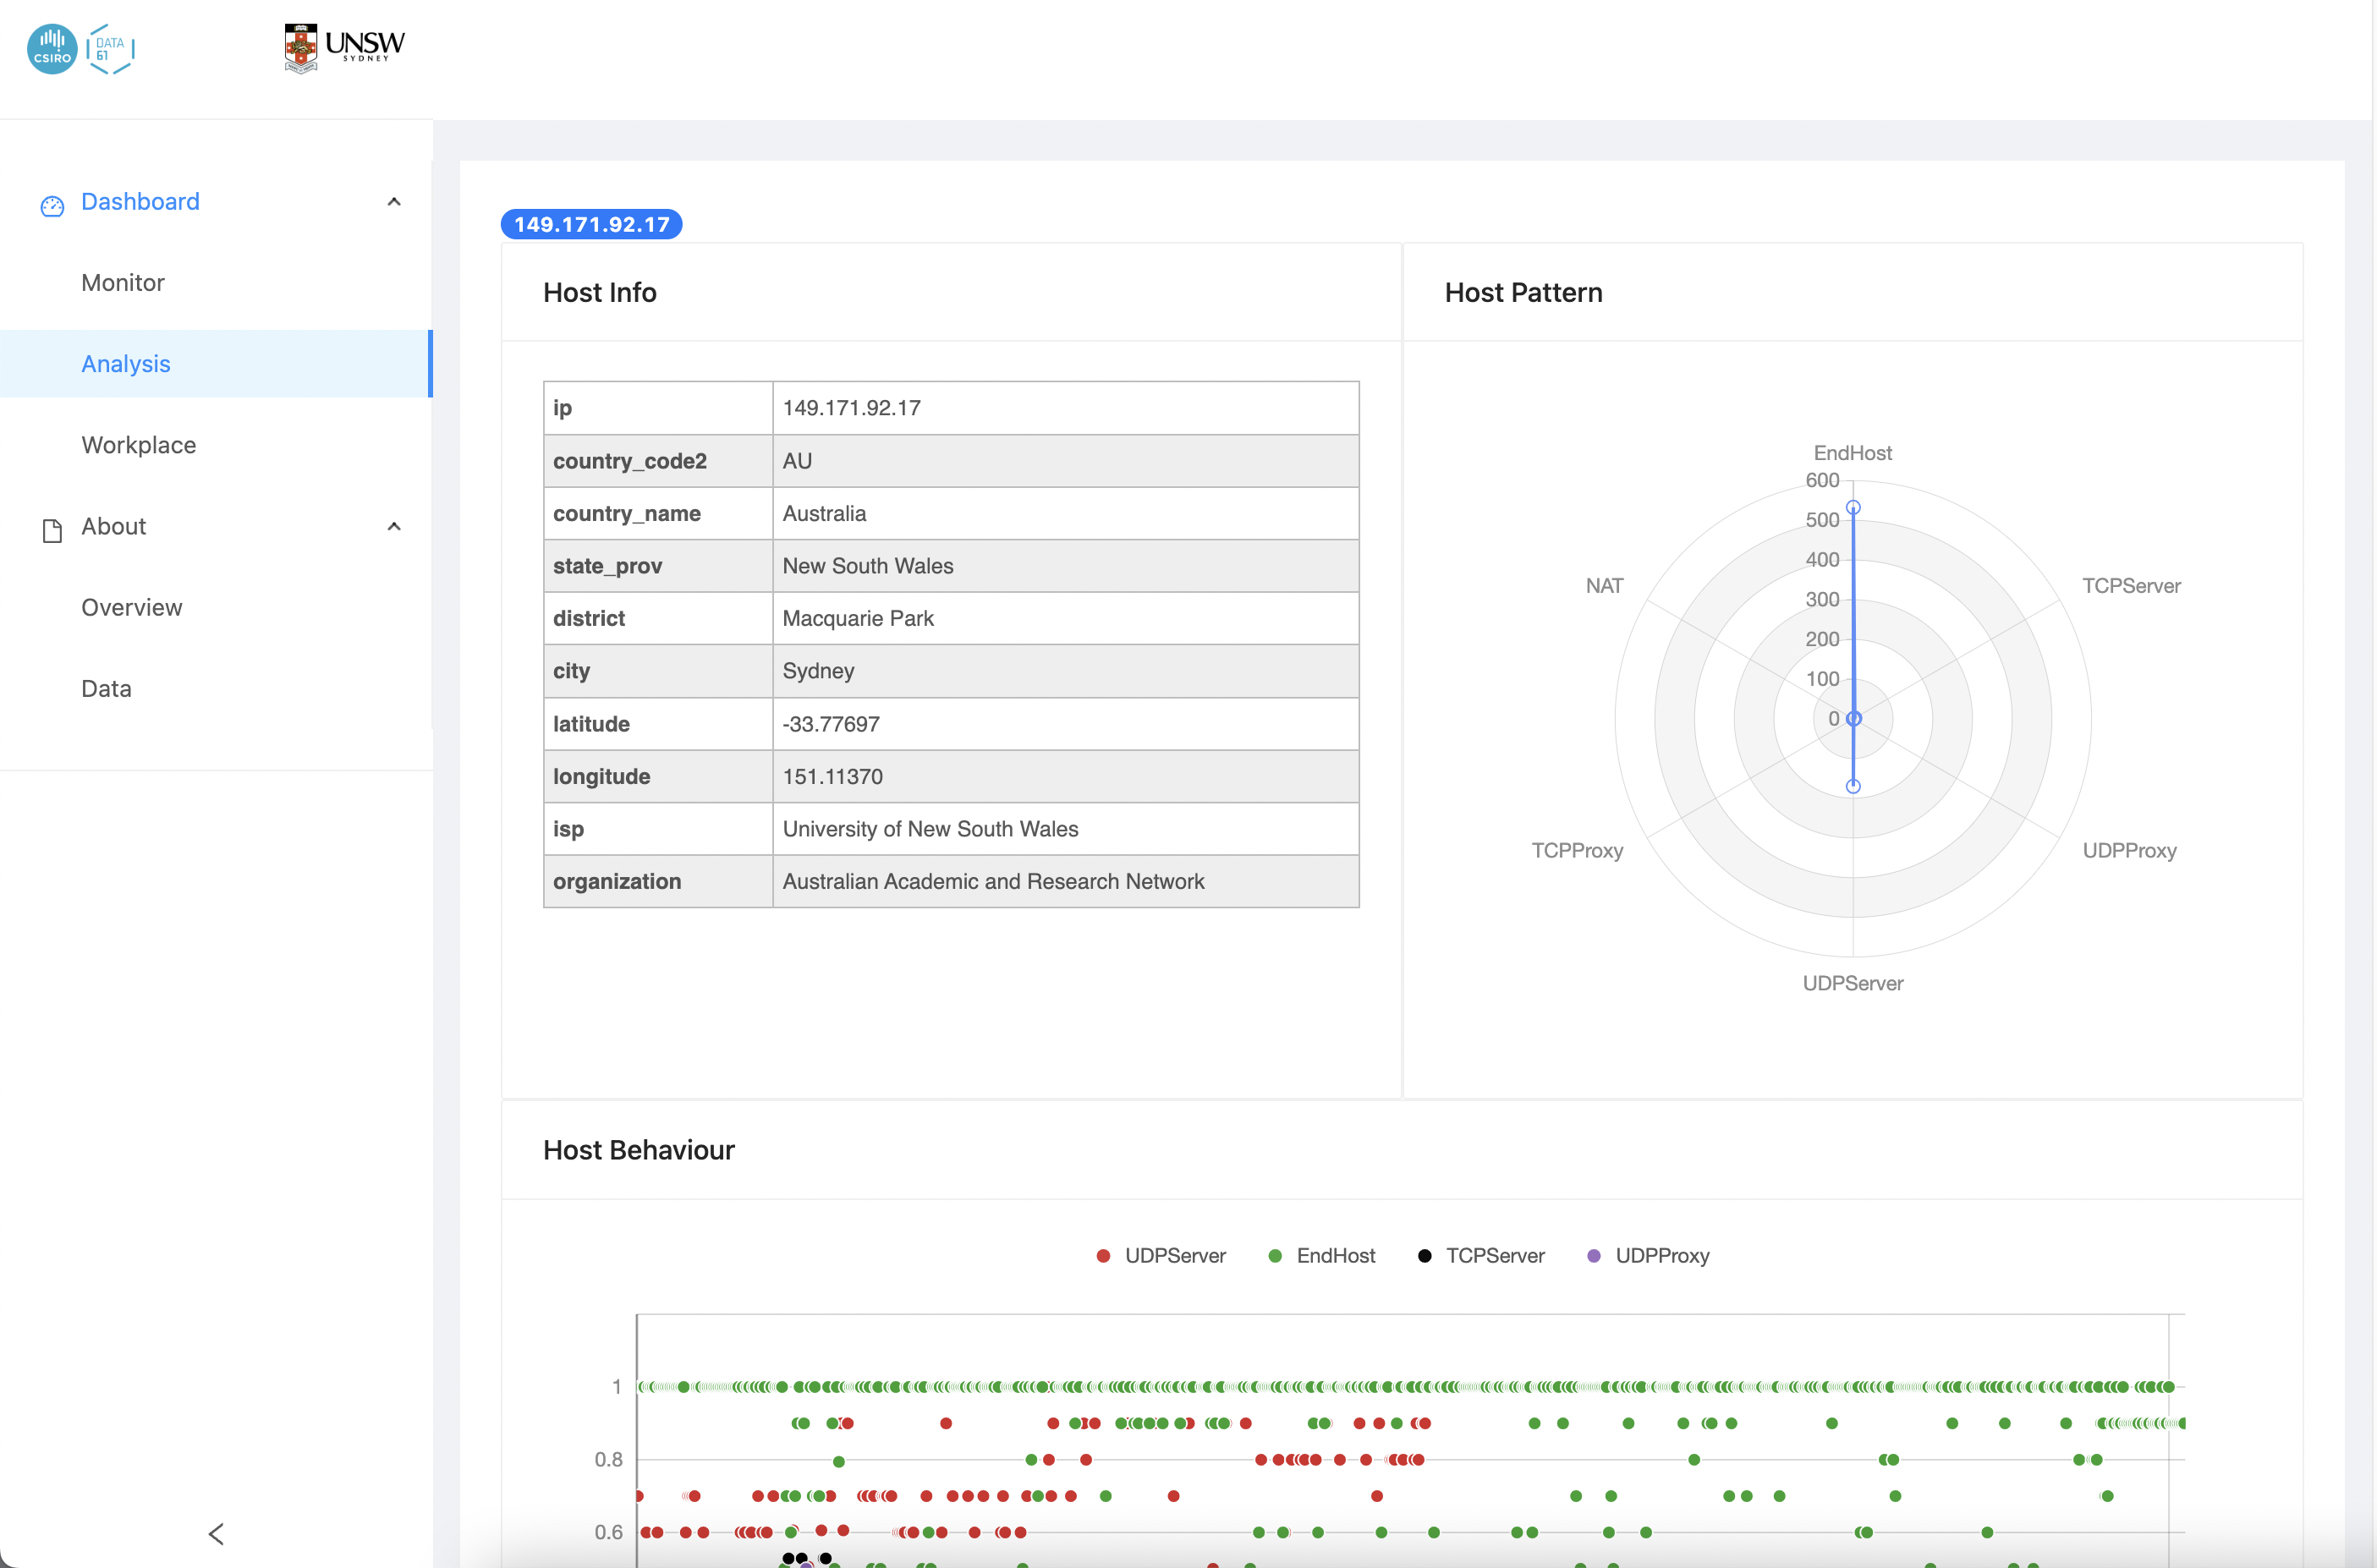 CSIRO
DATA
61
UNSW
SYDNEY
Dashboard
Monitor
Analysis
Workplace
About
Overview
Data
149.171.92.17
Host Info
ip 149.171.92.17
country_code2 AU
country_name Australia
state_prov New South Wales
district Macquarie Park
city Sydney
latitude -33.77697
longitude 151.11370
isp University of New South Wales
organization Australian Academic and Research Network
Host Pattern
EndHost
600
500
400
300
200
100
0
NAT
TCPServer
TCPProxy
UDPProxy
UDPServer
Host Behaviour
UDPServer EndHost TCPServer UDPProxy
1
0.8
0.6